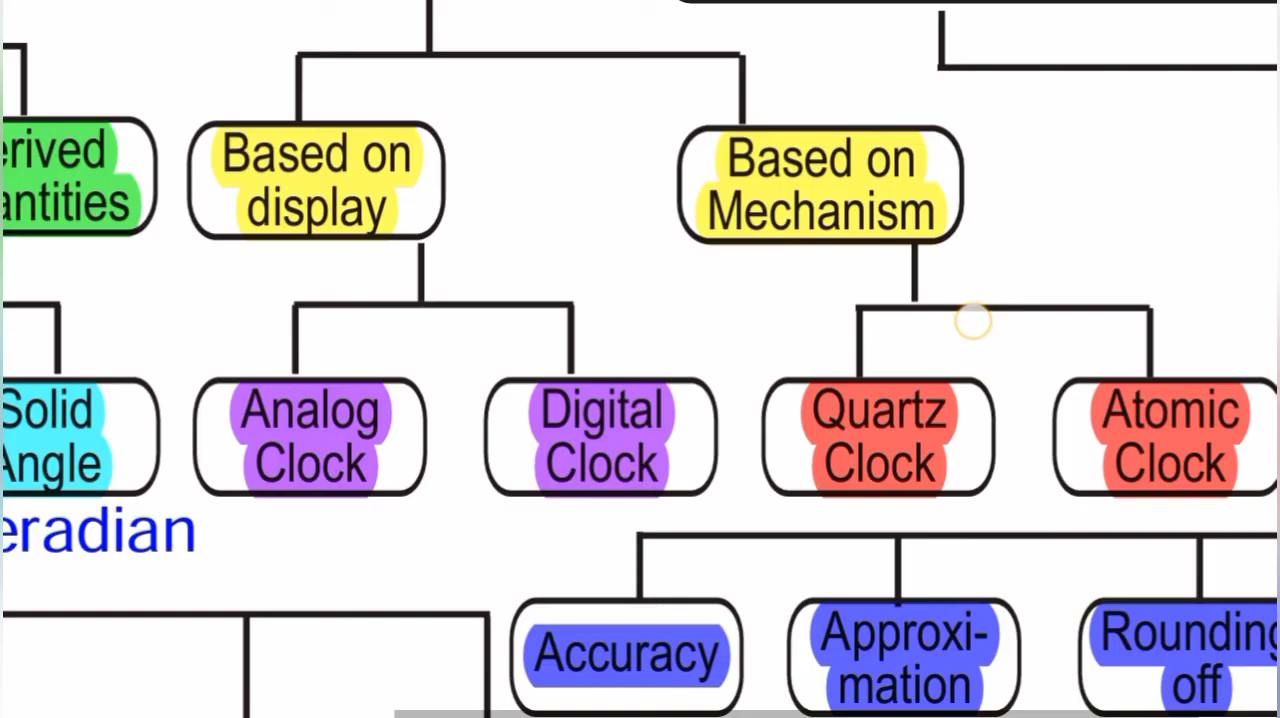 erived
antities
Based on
display
Based on
Mechanism
Solid
Angle
Analog
Clock
Digital
Clock
Quartz
Clock
Atomic
Clock
eradian
Accuracy
Approxi-
mation
Rounding
off